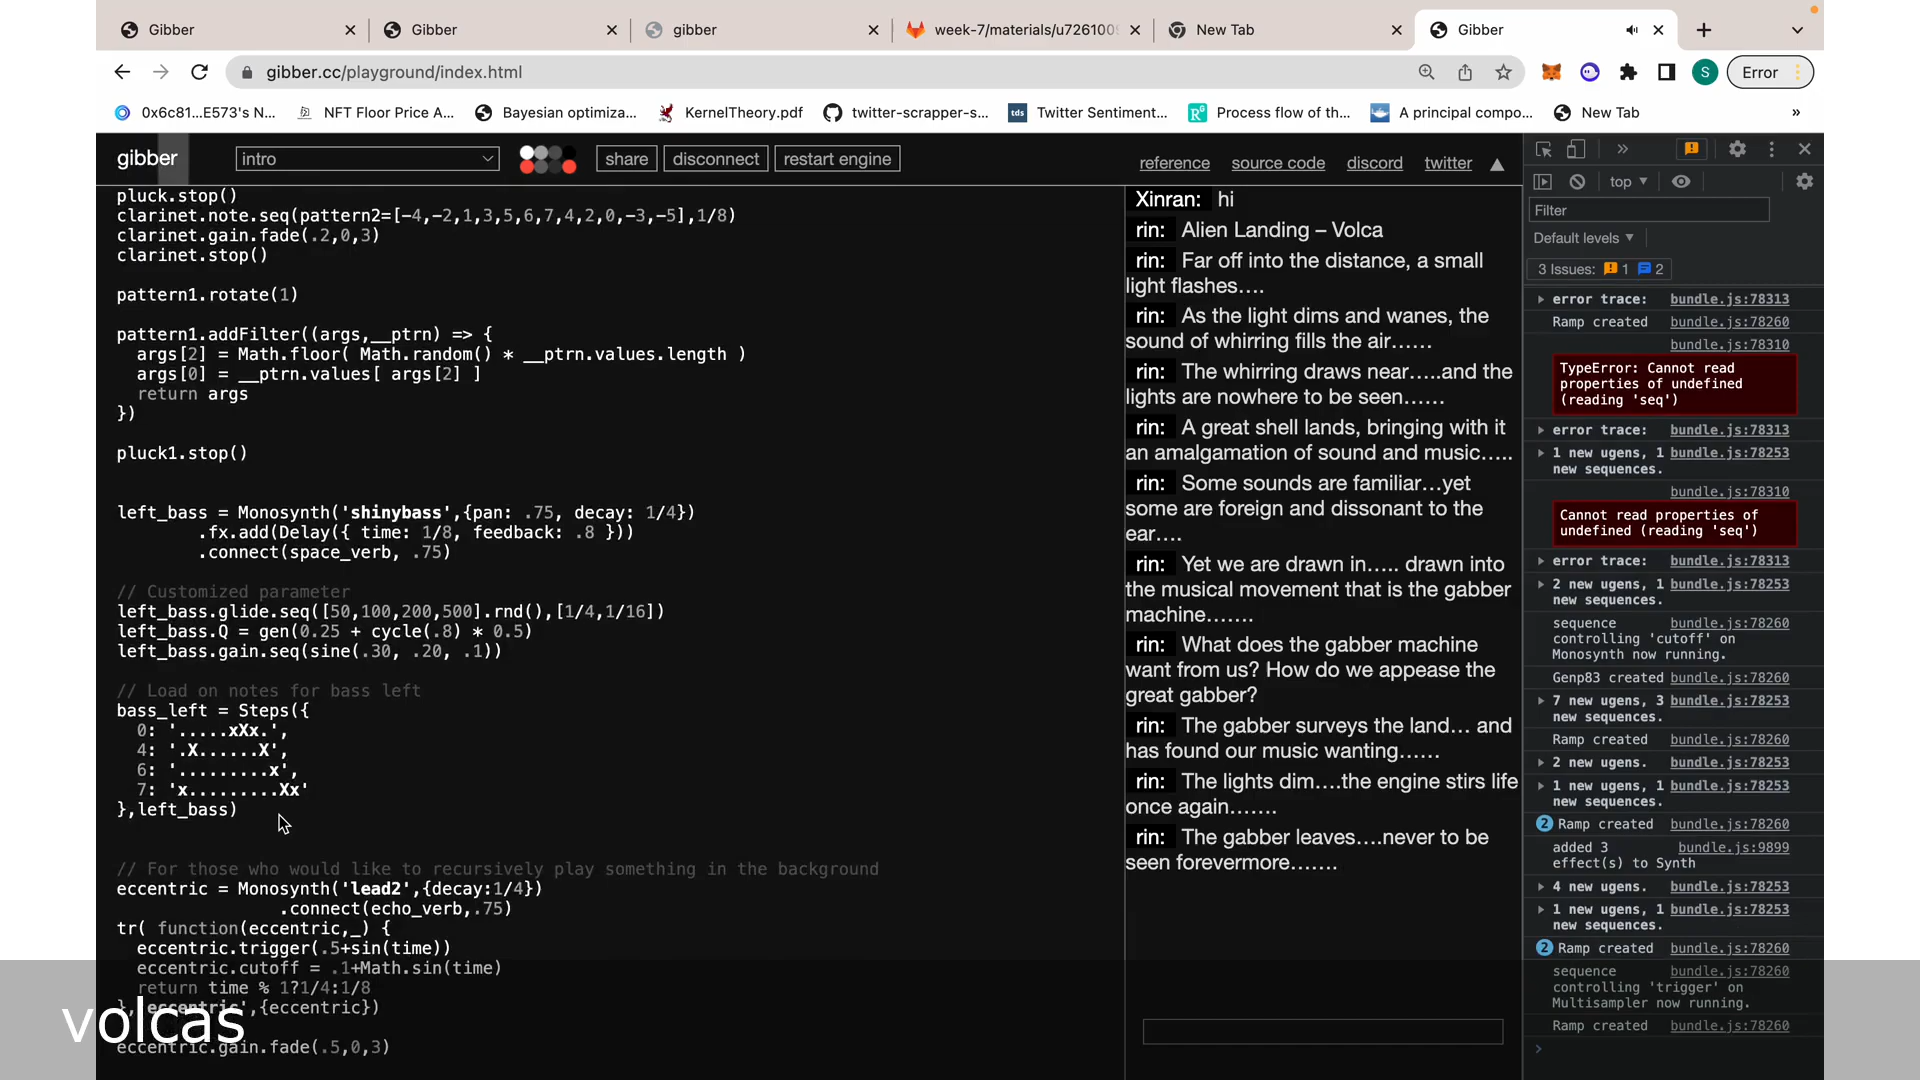 Gibber
Gibber
gibber
week-7/materials/u726100
New Tab
Gibber
gibber.cc/playground/index.html
S
Error
0x6c81...E573's N...
NFT Floor Price A...
Bayesian optimiza...
KernelTheory.pdf
twitter-scrapper-s...
tds
Twitter Sentiment...
Process flow of th...
A principal compo...
New Tab
»
gibber
intro
share
disconnect
restart engine
reference
source code
discord
twitter
pluck.stop()
clarinet.note.seq(pattern2=[-4,-2,1,3,5,6,7,4,2,0,-3,-5],1/8)
clarinet.gain.fade(.2,0,3)
clarinet.stop()
pattern1.rotate(1)
pattern1.addFilter((args,__ptrn) => {
args[2] = Math.floor( Math.random() * __ptrn.values.length )
args[0] = __ptrn.values[ args[2] ]
return args
})
pluck1.stop()
left_bass = Monosynth('shinybass',{pan: .75, decay: 1/4})
.fx.add(Delay({ time: 1/8, feedback: .8 }))
.connect(space_verb, .75)
// Customized parameter
left_bass.glide.seq([50,100,200,500].rnd(),[1/4,1/16])
left_bass.Q = gen(0.25 + cycle(.8) * 0.5)
left_bass.gain.seq(sine(.30, .20, .1))
// Load on notes for bass left
bass_left = Steps({
0: '.....xXx.',
4: '.X......X',
6: '.........x',
7: 'x.........Xx'
},left_bass)
// For those who would like to recursively play something in the background
eccentric = Monosynth('lead2',{decay:1/4})
.connect(echo_verb,.75)
tr( function(eccentric,_) {
eccentric.trigger(.5+sin(time))
eccentric.cutoff = .1+Math.sin(time)
return time % 1?1/4:1/8
},'eccentric',{eccentric})
eccentric.gain.fade(.5,0,3)
volcas
Xinran: hi
rin: Alien Landing – Volca
rin: Far off into the distance, a small
light flashes….
rin: As the light dims and wanes, the
sound of whirring fills the air……
rin: The whirring draws near…..and the
lights are nowhere to be seen……
rin: A great shell lands, bringing with it
an amalgamation of sound and music…..
rin: Some sounds are familiar…yet
some are foreign and dissonant to the
ear….
rin: Yet we are drawn in….. drawn into
the musical movement that is the gabber
machine…….
rin: What does the gabber machine
want from us? How do we appease the
great gabber?
rin: The gabber surveys the land… and
has found our music wanting……
rin: The lights dim….the engine stirs life
once again…….
rin: The gabber leaves….never to be
seen forevermore…….
»
top
Filter
Default levels
3 Issues: 1 2
error trace: bundle.js:78313
Ramp created bundle.js:78260
bundle.js:78310
TypeError: Cannot read
properties of undefined
(reading 'seq')
error trace: bundle.js:78313
1 new ugens, 1 bundle.js:78253
new sequences.
bundle.js:78310
Cannot read properties of
undefined (reading 'seq')
error trace: bundle.js:78313
2 new ugens, 1 bundle.js:78253
new sequences.
sequence bundle.js:78260
controlling 'cutoff' on
Monosynth now running.
Genp83 created bundle.js:78260
7 new ugens, 3 bundle.js:78253
new sequences.
Ramp created bundle.js:78260
2 new ugens. bundle.js:78253
1 new ugens, 1 bundle.js:78253
new sequences.
2 Ramp created bundle.js:78260
added 3 bundle.js:9899
effect(s) to Synth
4 new ugens. bundle.js:78253
1 new ugens, 1 bundle.js:78253
new sequences.
2 Ramp created bundle.js:78260
sequence bundle.js:78260
controlling 'trigger' on
Multisampler now running.
Ramp created bundle.js:78260